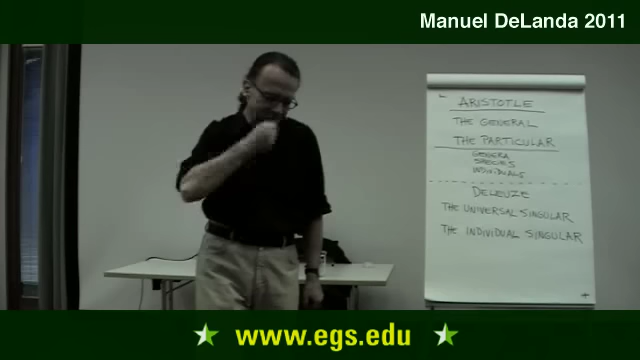 Manuel DeLanda 2011
ARISTOTLE
THE GENERAL
THE PARTICULAR
GENERA
SPECIES
INDIVIDUALS
DELEUZE
THE UNIVERSAL SINGULAR
THE INDIVIDUAL SINGULAR
www.egs.edu